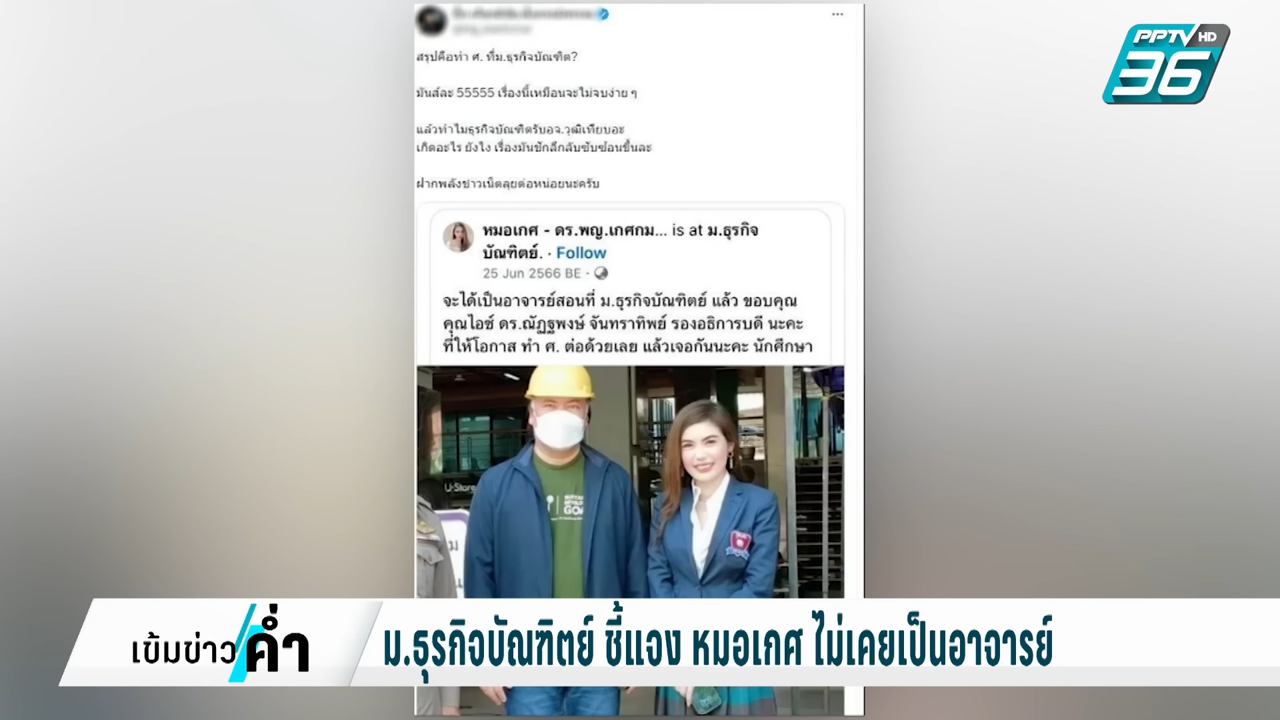 PPTV HD
36
สรุปคือทำ ศ. ที่ม.ธุรกิจบัณฑิต?
มันส์ละ 55555 เรื่องนี้เหมือนจะไม่จบง่าย ๆ
แล้วทำไมธุรกิจบัณฑิตรับอจ.วุฒิเทียบอะ
เกิดอะไร ยังไง เรื่องมันชักลึกลับซับซ้อนขึ้นละ
ฝากพลังชาวเน็ตลุยต่อหน่อยนะครับ
หมอเกศ - ดร.พญ.เกศกม... is at ม.ธุรกิจ
บัณฑิตย์. · Follow
25 Jun 2566 BE ·
จะได้เป็นอาจารย์สอนที่ ม.ธุรกิจบัณฑิตย์ แล้ว ขอบคุณ
คุณไอซ์ ดร.ณัฏฐพงษ์ จันทราทิพย์ รองอธิการบดี นะคะ
ที่ให้โอกาส ทำ ศ. ต่อด้วยเลย แล้วเจอกันนะคะ นักศึกษา
U-Store
GOA
ม
น
เข้มข่าวค่ำ
ม.ธุรกิจบัณฑิตย์ ชี้แจง หมอเกศ ไม่เคยเป็นอาจารย์